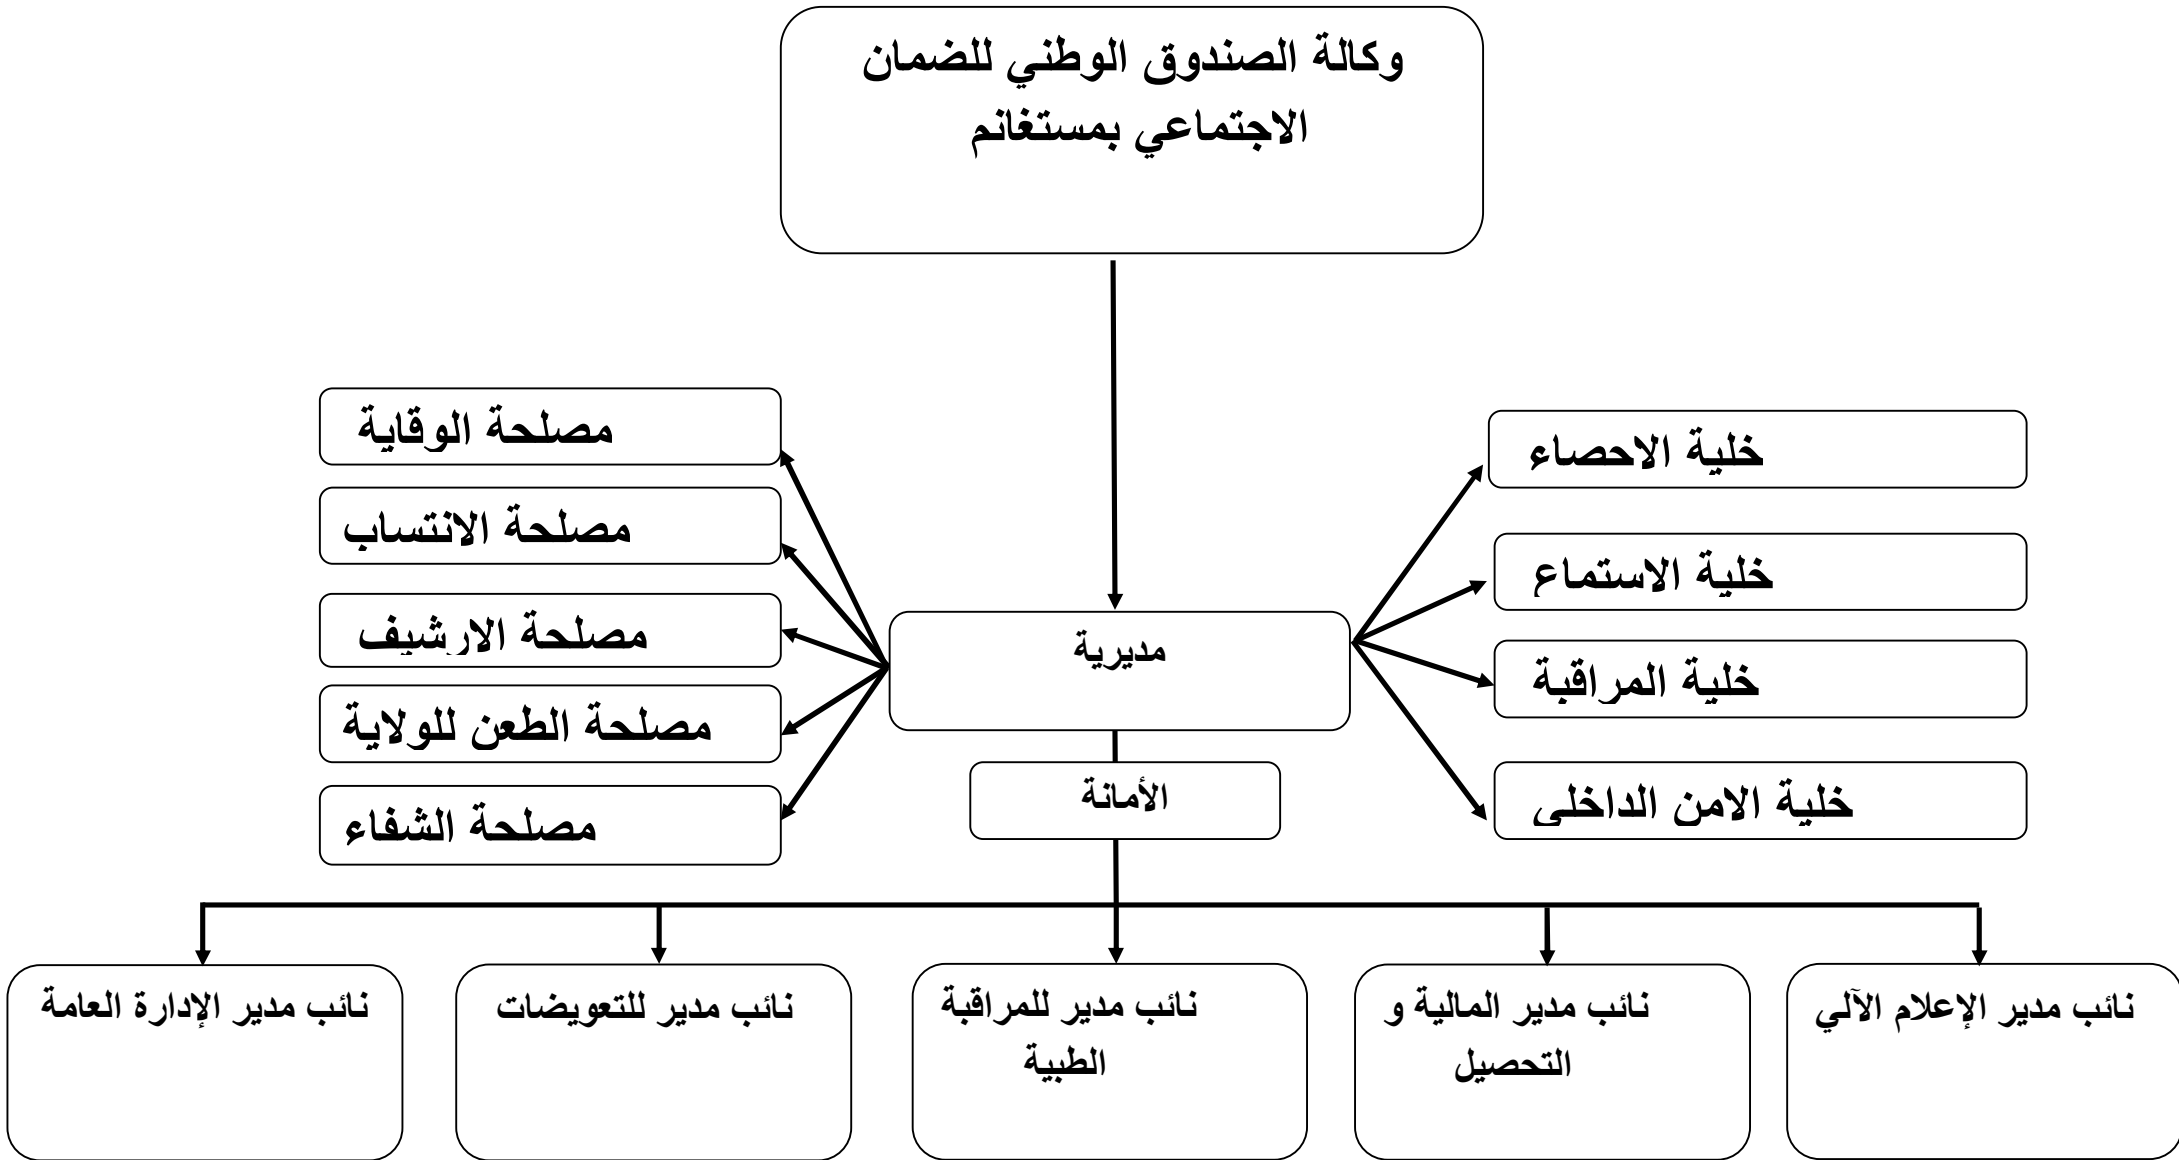 وكالة الصندوق الوطني للضمان
الاجتماعي بمستغانم
خلية الاحصاء
خلية الاستماع
خلية المراقبة
خلية الامن الداخلي
مصلحة الوقاية
مصلحة الانتساب
مصلحة الارشيف
مصلحة الطعن للولاية
مصلحة الشفاء
مديرية
الأمانة
نائب مدير الإعلام الآلي
نائب مدير المالية و
التحصيل
نائب مدير للمراقبة
الطبية
نائب مدير للتعويضات
نائب مدير الإدارة العامة